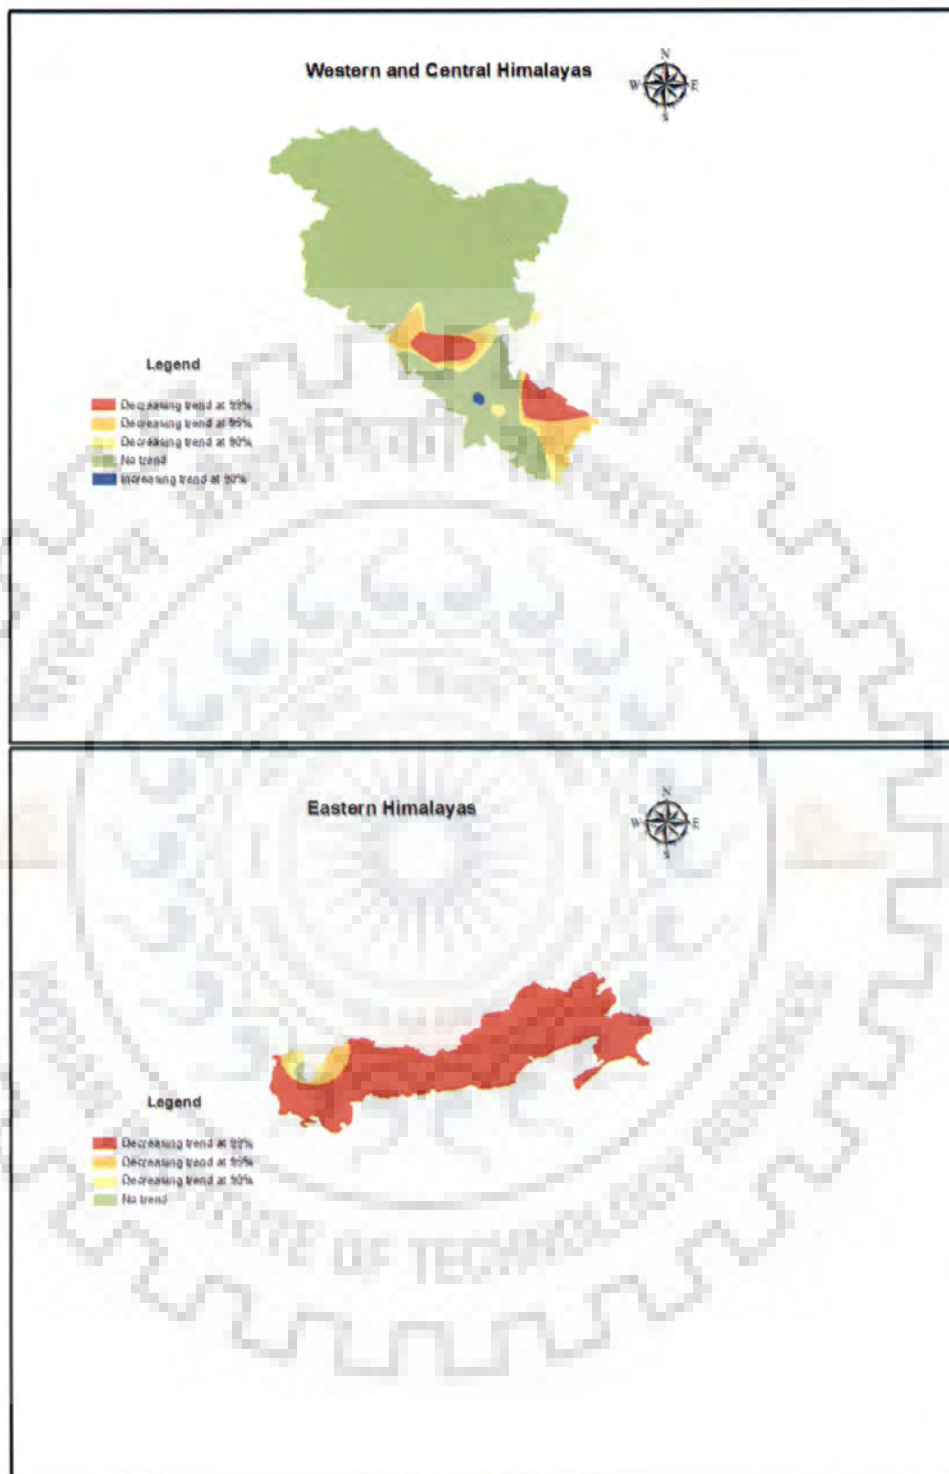 Western and Central Himalayas
N
W E
S
Legend
Decreasing trend at 99%
Decreasing trend at 95%
Decreasing trend at 90%
No trend
Increasing trend at 90%
Eastern Himalayas
N
W E
S
Legend
Decreasing trend at 99%
Decreasing trend at 95%
Decreasing trend at 90%
No trend
OF TECHNOLOGY